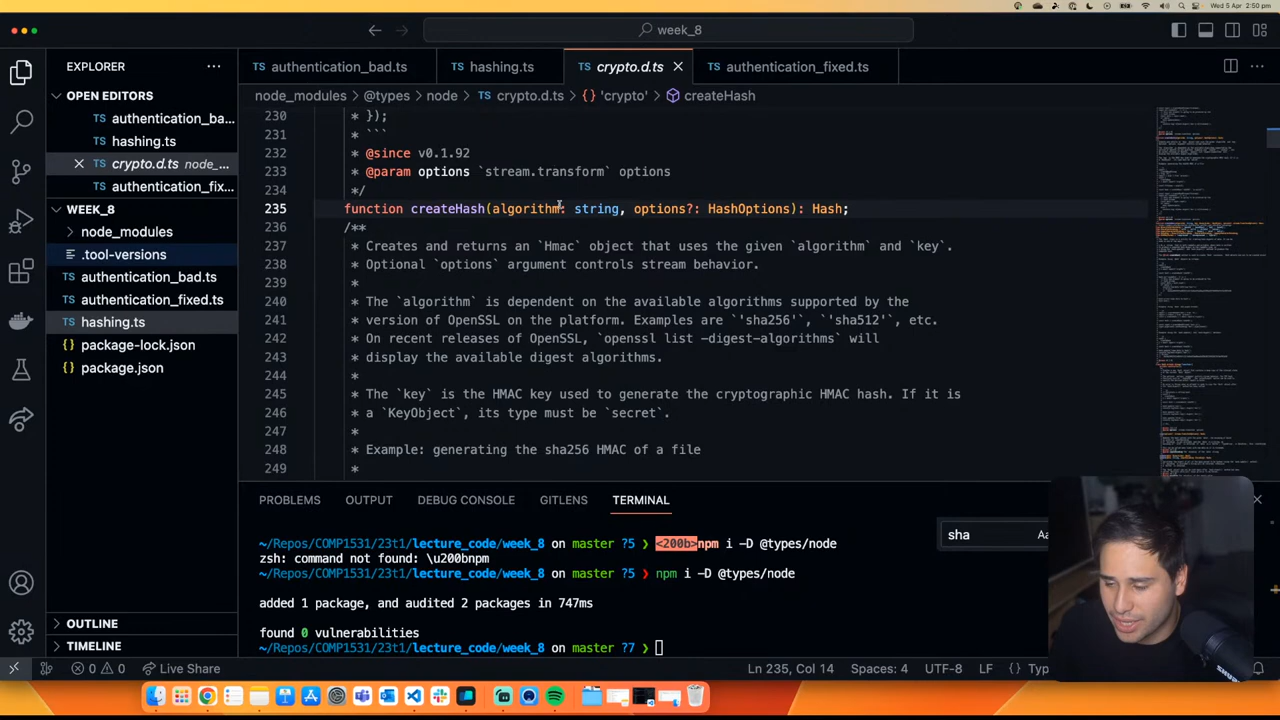 Wed 5 Apr 2:50 pm
week_8
EXPLORER
authentication_bad.ts
hashing.ts
crypto.d.ts
authentication_fixed.ts
node_modules > @types > node > crypto.d.ts > {} 'crypto' > createHash
OPEN EDITORS
authentication_ba...
hashing.ts
crypto.d.ts node_...
authentication_fix...
WEEK_8
node_modules
.tool-versions
authentication_bad.ts
authentication_fixed.ts
hashing.ts
package-lock.json
package.json
OUTLINE
TIMELINE
230 * });
231 * ```
232 * @since v0.1.92
233 * @param option am.transform` options
234 */
235 function create orithm: string, options?: HashOptions): Hash;
236 /**
237 * Creates and r `Hmac` object that uses the `algorithm` and `key`.
238 * Optional `op argument controls stream behav
239 *
240 * The `algorithm` is dependent on the available algorithms supported by the
241 * version of OpenSSL on the platform. Examples are `'sha256'`, `'sha512'`, etc.
242 * On recent releases of OpenSSL, `openssl list -digest-algorithms` will
243 * display the available digest algorithms.
244 *
245 * The `key` is the HMAC key used to generate the cryptographic HMAC hash. If it is
246 * a `KeyObject`, its type must be `secret`.
247 *
248 * Example: generating the sha256 HMAC of a file
249 *
PROBLEMS OUTPUT DEBUG CONSOLE GITLENS TERMINAL
sha Aa
~/Repos/COMP1531/23t1/lecture_code/week_8 on master ?5 ❯ <200b>npm i -D @types/node
zsh: command not found: \u200bnpm
~/Repos/COMP1531/23t1/lecture_code/week_8 on master ?5 ❯ npm i -D @types/node
added 1 package, and audited 2 packages in 747ms
found 0 vulnerabilities
~/Repos/COMP1531/23t1/lecture_code/week_8 on master ?7 ❯
0 0 Live Share Ln 235, Col 14 Spaces: 4 UTF-8 LF {} Typ